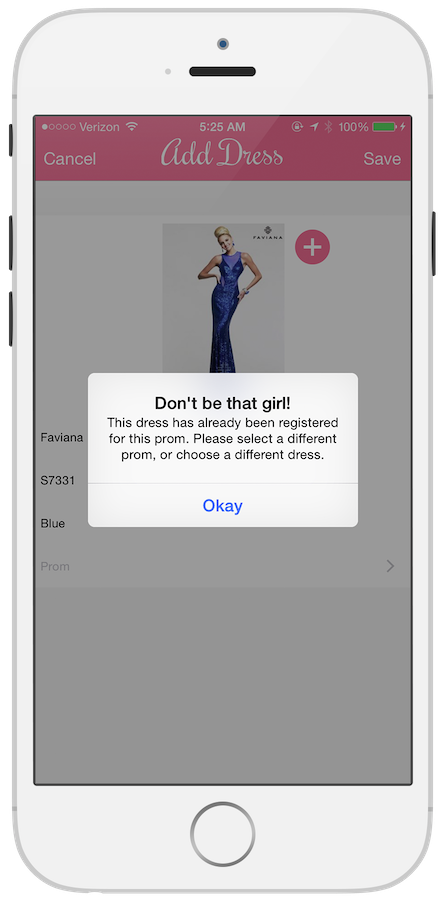 Verizon 5:25 AM 100%
Cancel Add Dress Save
FAVIANA
Don't be that girl!
This dress has already been registered
for this prom. Please select a different
prom, or choose a different dress.
Okay
Faviana
S7331
Blue
Prom